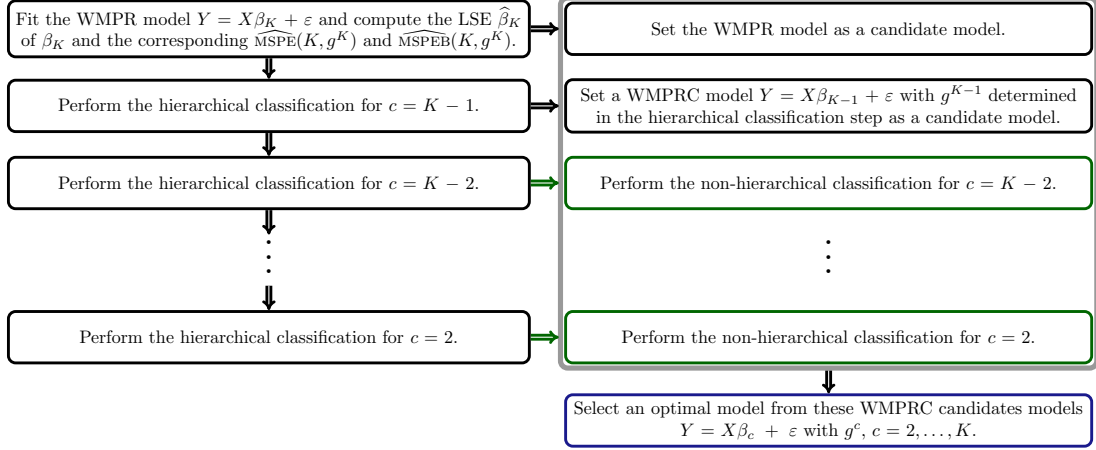 Fit the WMPR model Y = Xβ_K + ε and compute the LSE β̂_K
of β_K and the corresponding \widehat{MSPE}(K, g^K) and \widehat{MSPEB}(K, g^K).
Set the WMPR model as a candidate model.
Perform the hierarchical classification for c = K − 1.
Set a WMPRC model Y = Xβ_{K−1} + ε with g^{K−1} determined
in the hierarchical classification step as a candidate model.
Perform the hierarchical classification for c = K − 2.
Perform the non-hierarchical classification for c = K − 2.
Perform the hierarchical classification for c = 2.
Perform the non-hierarchical classification for c = 2.
Select an optimal model from these WMPRC candidates models
Y = Xβ_c + ε with g^c, c = 2, . . . , K.